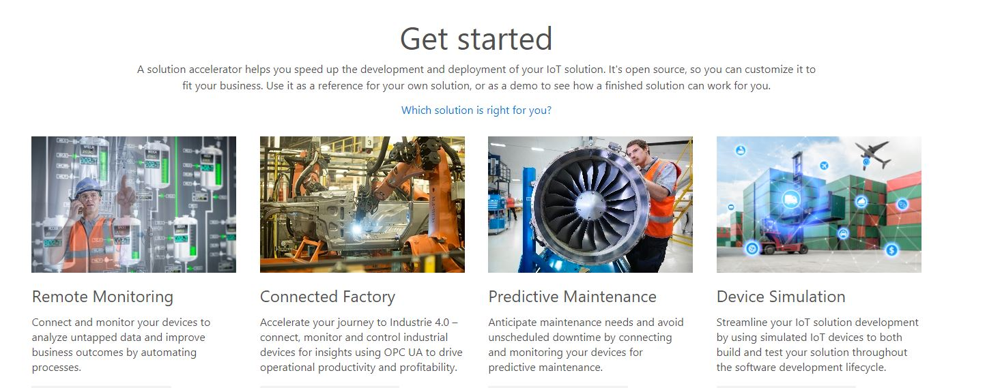 Get started
A solution accelerator helps you speed up the development and deployment of your IoT solution. It's open source, so you can customize it to
fit your business. Use it as a reference for your own solution, or as a demo to see how a finished solution can work for you.
Which solution is right for you?
3
$
Remote Monitoring
Connect and monitor your devices to
analyze untapped data and improve
business outcomes by automating
processes.
Connected Factory
Accelerate your journey to Industrie 4.0 –
connect, monitor and control industrial
devices for insights using OPC UA to drive
operational productivity and profitability.
Predictive Maintenance
Anticipate maintenance needs and avoid
unscheduled downtime by connecting
and monitoring your devices for
predictive maintenance.
Device Simulation
Streamline your IoT solution development
by using simulated IoT devices to both
build and test your solution throughout
the software development lifecycle.